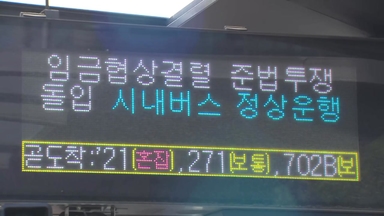 임금협상결렬 준법투쟁
돌입 시내버스 정상운행
곧도착:'21(혼잡),271(보통),702B(보